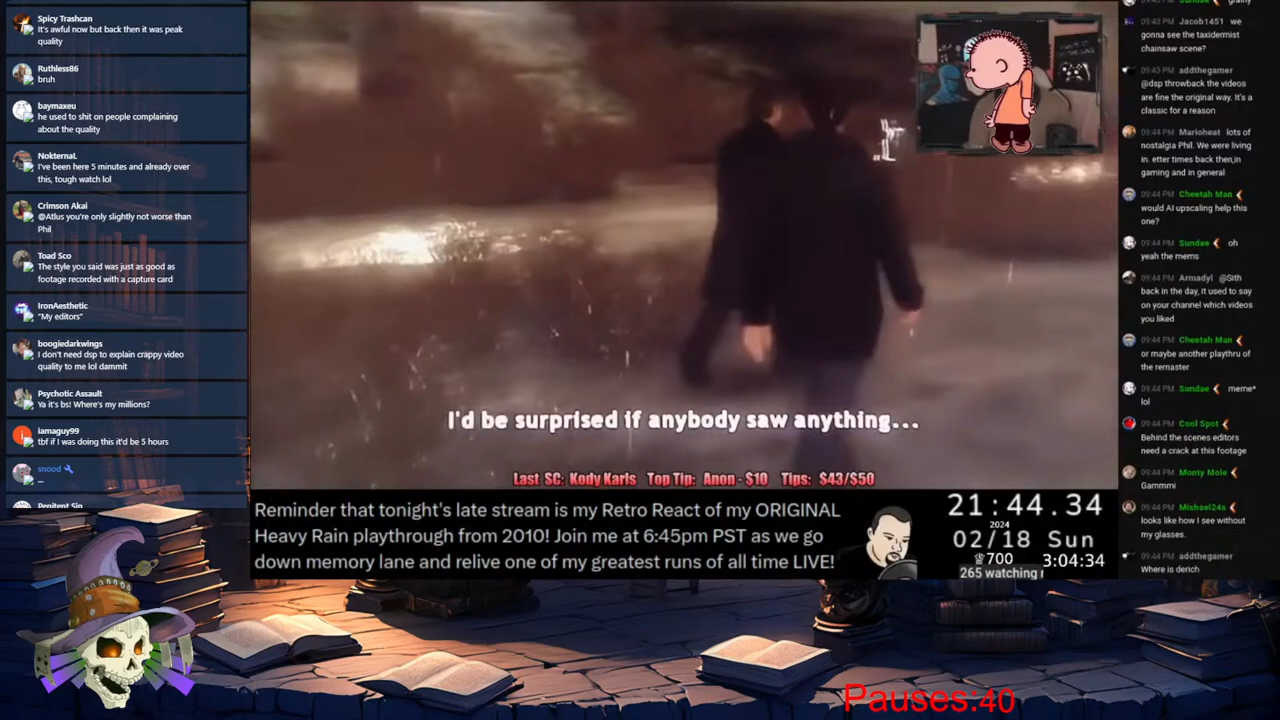 Spicy Trashcan
It's awful now but back then it was peak
quality
Ruthless86
bruh
baymaxeu
he used to shit on people complaining
about the quality
NokternaL
I've been here 5 minutes and already over
this, tough watch lol
Crimson Akai
@Atlus you're only slightly not worse than
Phil
Toad Sco
The style you said was just as good as
footage recorded with a capture card
IronAesthetic
"My editors"
boogiedarkwings
I don't need dsp to explain crappy video
quality to me lol dammit
Psychotic Assault
Ya it's bs! Where's my millions?
iamaguy99
tbf if I was doing this it'd be 5 hours
snood
...
Penitent Sin
I'd be surprised if anybody saw anything...
Last SC: Kody Karls Top Tip: Anon - $10 Tips: $43/$50
Reminder that tonight's late stream is my Retro React of my ORIGINAL
Heavy Rain playthrough from 2010! Join me at 6:45pm PST as we go
down memory lane and relive one of my greatest runs of all time LIVE!
21:44.34
2024
02/18 Sun
700
3:04:34
265 watching
Pauses:40
09:43 PM Sundae grainy
09:43 PM Jacob1451 we
gonna see the taxidermist
chainsaw scene?
09:43 PM addthegamer
@dsp throwback the videos
are fine the original way. It's a
classic for a reason
09:44 PM Marioheat lots of
nostalgia Phil. We were living
in. etter times back then,in
gaming and in general
09:44 PM Cheetah Man
would AI upscaling help this
one?
09:44 PM Sundae oh
yeah the mems
09:44 PM Armadyl @Sith
back in the day, it used to say
on your channel which videos
you liked
09:44 PM Cheetah Man
or maybe another playthru of
the remaster
09:44 PM Sundae meme*
lol
09:44 PM Cool Spot
Behind the scenes editors
need a crack at this footage
09:44 PM Monty Mole
Gammmi
09:44 PM Mishael24s
looks like how I see without
my glasses.
09:44 PM addthegamer
Where is derich